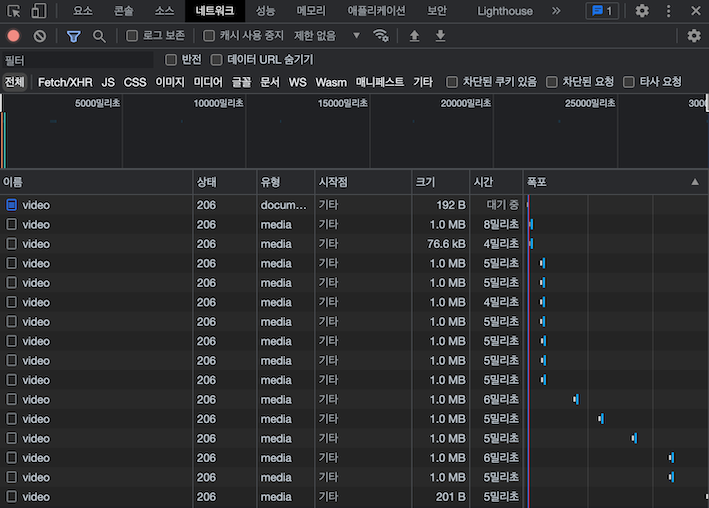 요소 콘솔 소스 네트워크 성능 메모리 애플리케이션 보안 Lighthouse » 1
로그 보존 캐시 사용 중지 제한 없음
필터 반전 데이터 URL 숨기기
전체 Fetch/XHR JS CSS 이미지 미디어 글꼴 문서 WS Wasm 매니페스트 기타 차단된 쿠키 있음 차단된 요청 타사 요청
5000밀리초 10000밀리초 15000밀리초 20000밀리초 25000밀리초 3000
이름 상태 유형 시작점 크기 시간 폭포
video 206 docum... 기타 192 B 대기 중
video 206 media 기타 1.0 MB 8밀리초
video 206 media 기타 76.6 kB 4밀리초
video 206 media 기타 1.0 MB 5밀리초
video 206 media 기타 1.0 MB 5밀리초
video 206 media 기타 1.0 MB 4밀리초
video 206 media 기타 1.0 MB 5밀리초
video 206 media 기타 1.0 MB 5밀리초
video 206 media 기타 1.0 MB 5밀리초
video 206 media 기타 1.0 MB 5밀리초
video 206 media 기타 1.0 MB 6밀리초
video 206 media 기타 1.0 MB 5밀리초
video 206 media 기타 1.0 MB 5밀리초
video 206 media 기타 1.0 MB 6밀리초
video 206 media 기타 1.0 MB 5밀리초
video 206 media 기타 201 B 5밀리초